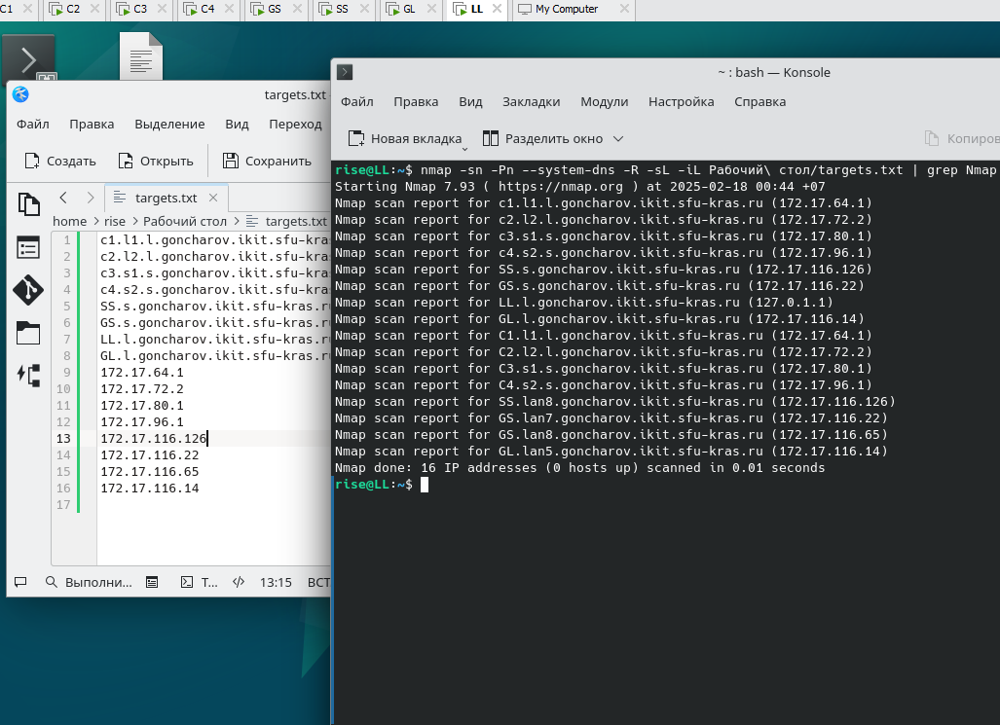 C1 C2 C3 C4 GS SS GL LL My Computer
targets.txt
Файл Правка Выделение Вид Переход
Создать Открыть Сохранить
targets.txt
home > rise > Рабочий стол > targets.txt
1 c1.l1.l.goncharov.ikit.sfu-kras
2 c2.l2.l.goncharov.ikit.sfu-kras
3 c3.s1.s.goncharov.ikit.sfu-kras
4 c4.s2.s.goncharov.ikit.sfu-kras
5 SS.s.goncharov.ikit.sfu-kras.r
6 GS.s.goncharov.ikit.sfu-kras.r
7 LL.l.goncharov.ikit.sfu-kras.r
8 GL.l.goncharov.ikit.sfu-kras.r
9 172.17.64.1
10 172.17.72.2
11 172.17.80.1
12 172.17.96.1
13 172.17.116.126
14 172.17.116.22
15 172.17.116.65
16 172.17.116.14
17
Выполни... Т... 13:15 ВСТ
~ : bash — Konsole
Файл Правка Вид Закладки Модули Настройка Справка
Новая вкладка Разделить окно Копиров
rise@LL:~$ nmap -sn -Pn --system-dns -R -sL -iL Рабочий\ стол/targets.txt | grep Nmap
Starting Nmap 7.93 ( https://nmap.org ) at 2025-02-18 00:44 +07
Nmap scan report for c1.l1.l.goncharov.ikit.sfu-kras.ru (172.17.64.1)
Nmap scan report for c2.l2.l.goncharov.ikit.sfu-kras.ru (172.17.72.2)
Nmap scan report for c3.s1.s.goncharov.ikit.sfu-kras.ru (172.17.80.1)
Nmap scan report for c4.s2.s.goncharov.ikit.sfu-kras.ru (172.17.96.1)
Nmap scan report for SS.s.goncharov.ikit.sfu-kras.ru (172.17.116.126)
Nmap scan report for GS.s.goncharov.ikit.sfu-kras.ru (172.17.116.22)
Nmap scan report for LL.l.goncharov.ikit.sfu-kras.ru (127.0.1.1)
Nmap scan report for GL.l.goncharov.ikit.sfu-kras.ru (172.17.116.14)
Nmap scan report for C1.l1.l.goncharov.ikit.sfu-kras.ru (172.17.64.1)
Nmap scan report for C2.l2.l.goncharov.ikit.sfu-kras.ru (172.17.72.2)
Nmap scan report for C3.s1.s.goncharov.ikit.sfu-kras.ru (172.17.80.1)
Nmap scan report for C4.s2.s.goncharov.ikit.sfu-kras.ru (172.17.96.1)
Nmap scan report for SS.lan8.goncharov.ikit.sfu-kras.ru (172.17.116.126)
Nmap scan report for GS.lan7.goncharov.ikit.sfu-kras.ru (172.17.116.22)
Nmap scan report for GS.lan8.goncharov.ikit.sfu-kras.ru (172.17.116.65)
Nmap scan report for GL.lan5.goncharov.ikit.sfu-kras.ru (172.17.116.14)
Nmap done: 16 IP addresses (0 hosts up) scanned in 0.01 seconds
rise@LL:~$